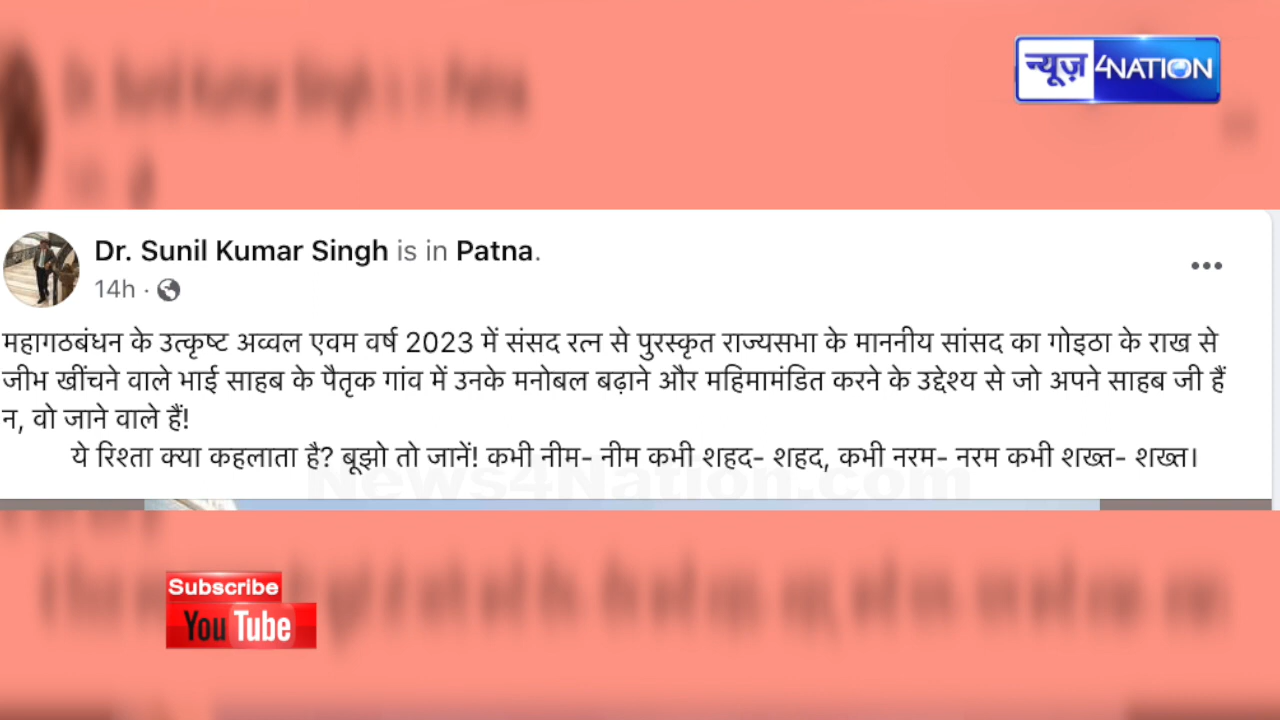 न्यूज़ 4NATION
Dr. Sunil Kumar Singh is in Patna.
14h ·
महागठबंधन के उत्कृष्ट अव्वल एवम वर्ष 2023 में संसद रत्न से पुरस्कृत राज्यसभा के माननीय सांसद का गोइठा के राख से
जीभ खींचने वाले भाई साहब के पैतृक गांव में उनके मनोबल बढ़ाने और महिमामंडित करने के उद्देश्य से जो अपने साहब जी हैं
न, वो जाने वाले हैं!
ये रिश्ता क्या कहलाता है? बूझो तो जानें! कभी नीम- नीम कभी शहद- शहद, कभी नरम- नरम कभी शख्त- शख्त।
News4Nation.com
Subscribe
YouTube